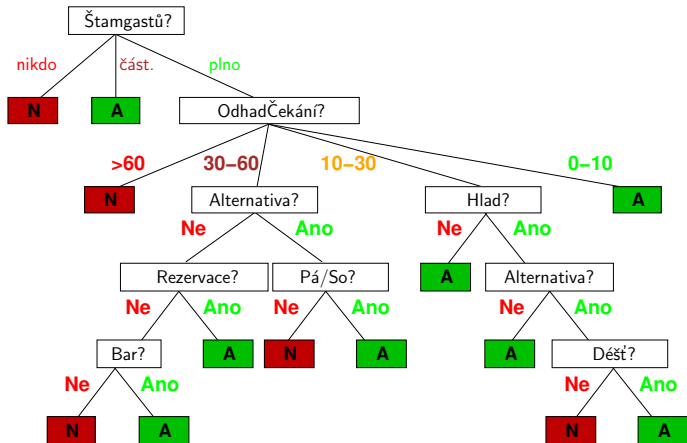 Štamgastů?
nikdo část. plno
N A OdhadČekání?
>60 30–60 10–30 0–10
N Alternativa? Hlad? A
Ne Ano Ne Ano
Rezervace? Pá/So? A Alternativa?
Ne Ano Ne Ano Ne Ano
Bar? A N A A Déšť?
Ne Ano Ne Ano
N A N A